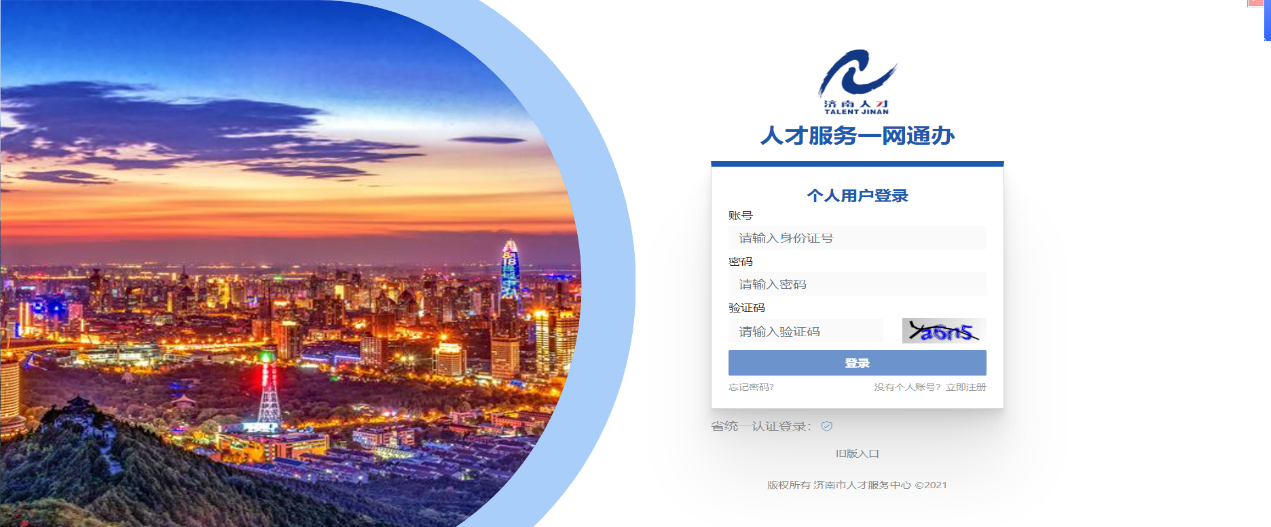 济南人才
TALENT JINAN
人才服务一网通办
个人用户登录
账号
请输入身份证号
密码
请输入密码
验证码
请输入验证码
登录
忘记密码?
没有个人账号? 立即注册
省统一认证登录:
旧版入口
版权所有 济南市人才服务中心 ©2021